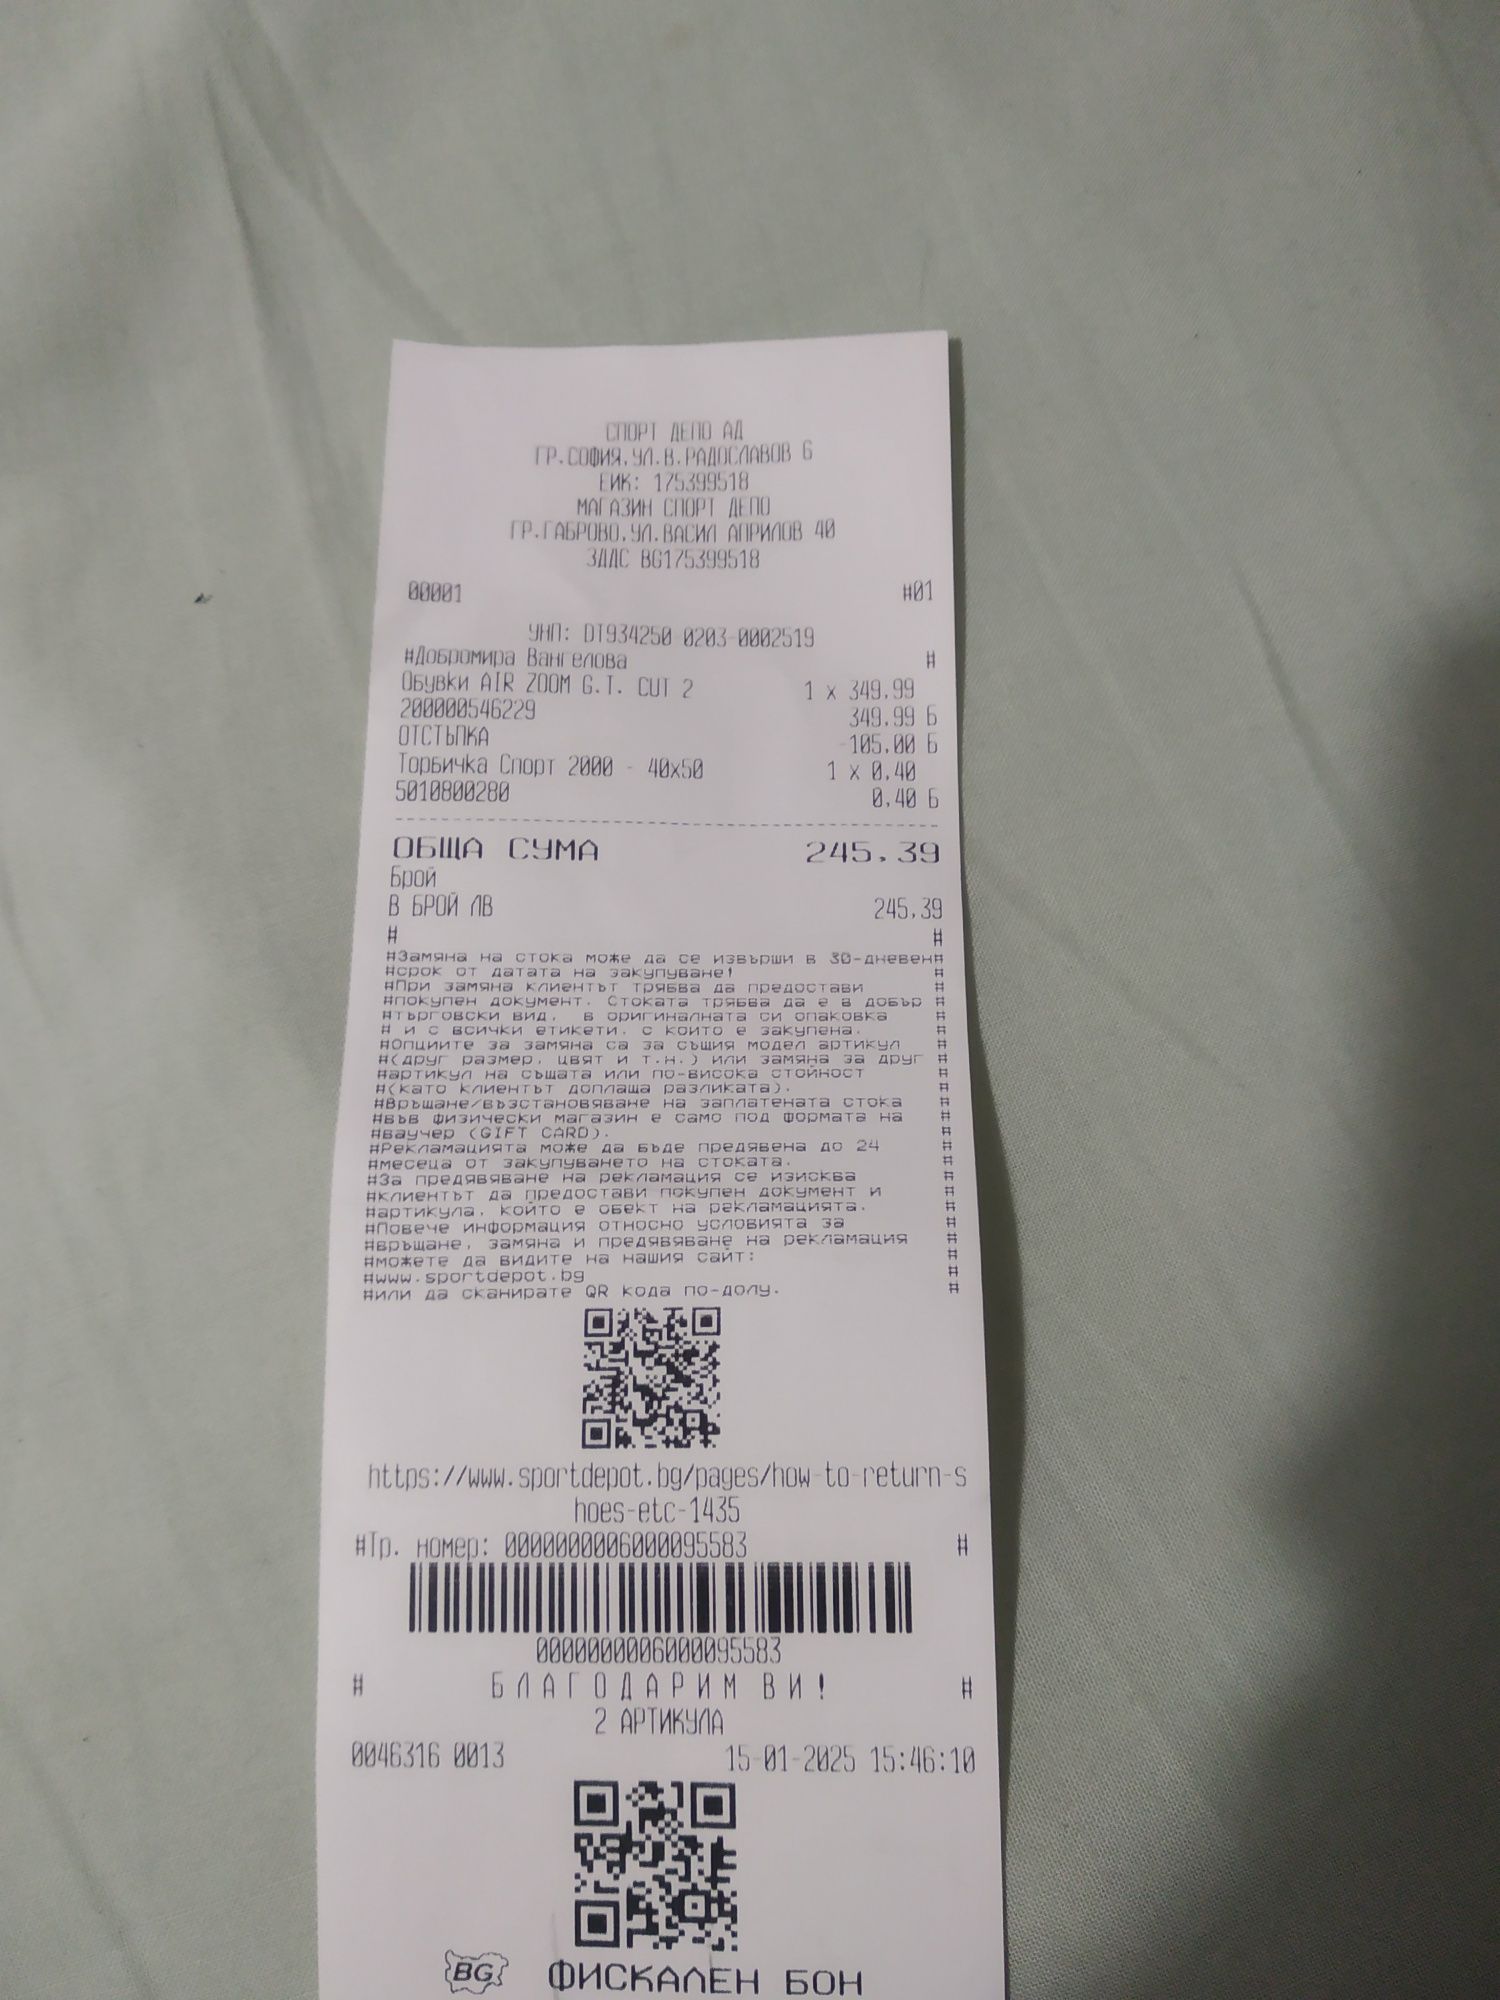 СПОРТ ДЕПО АД
ГР.СОФИЯ,УЛ.В.РАДОСЛАВОВ 6
ЕИК: 175399518
МАГАЗИН СПОРТ ДЕПО
ГР.ГАБРОВО,УЛ.ВАСИЛ АПРИЛОВ 40
ЗДДС BG175399518
00001 #01
УНП: DT934250-0203-0002519
#Добромира Вангелова #
Обувки AIR ZOOM G.T. CUT 2 1 x 349.99
200000546229 349.99 Б
ОТСТЪПКА -105.00 Б
Торбичка Спорт 2000 - 40x50 1 x 0.40
5010800280 0.40 Б
ОБЩА СУМА 245.39
Брой
В БРОЙ ЛВ 245.39
# #
#Замяна на стока може да се извърши в 30-дневен#
#срок от датата на закупуване! #
#При замяна клиентът трябва да предостави #
#покупен документ. Стоката трябва да е в добър #
#търговски вид, в оригиналната си опаковка #
# и с всички етикети, с които е закупена. #
#Опциите за замяна са за същия модел артикул #
#(друг размер, цвят и т.н.) или замяна за друг #
#артикул на същата или по-висока стойност #
#(като клиентът доплаща разликата). #
#Връщане/възстановяване на заплатената стока #
#във физически магазин е само под формата на #
#ваучер (GIFT CARD). #
#Рекламацията може да бъде предявена до 24 #
#месеца от закупуването на стоката. #
#За предявяване на рекламация се изисква #
#клиентът да предостави покупен документ и #
#артикула, който е обект на рекламацията. #
#Повече информация относно условията за #
#връщане, замяна и предявяване на рекламация #
#можете да видите на нашия сайт: #
#www.sportdepot.bg #
#или да сканирате QR кода по-долу. #
https://www.sportdepot.bg/pages/how-to-return-s
hoes-etc-1435
#Тр. номер: 0000000006000095583 #
0000000006000095583
# БЛАГОДАРИМ ВИ! #
2 АРТИКУЛА
0046316 0013 15-01-2025 15:46:10
BG ФИСКАЛЕН БОН